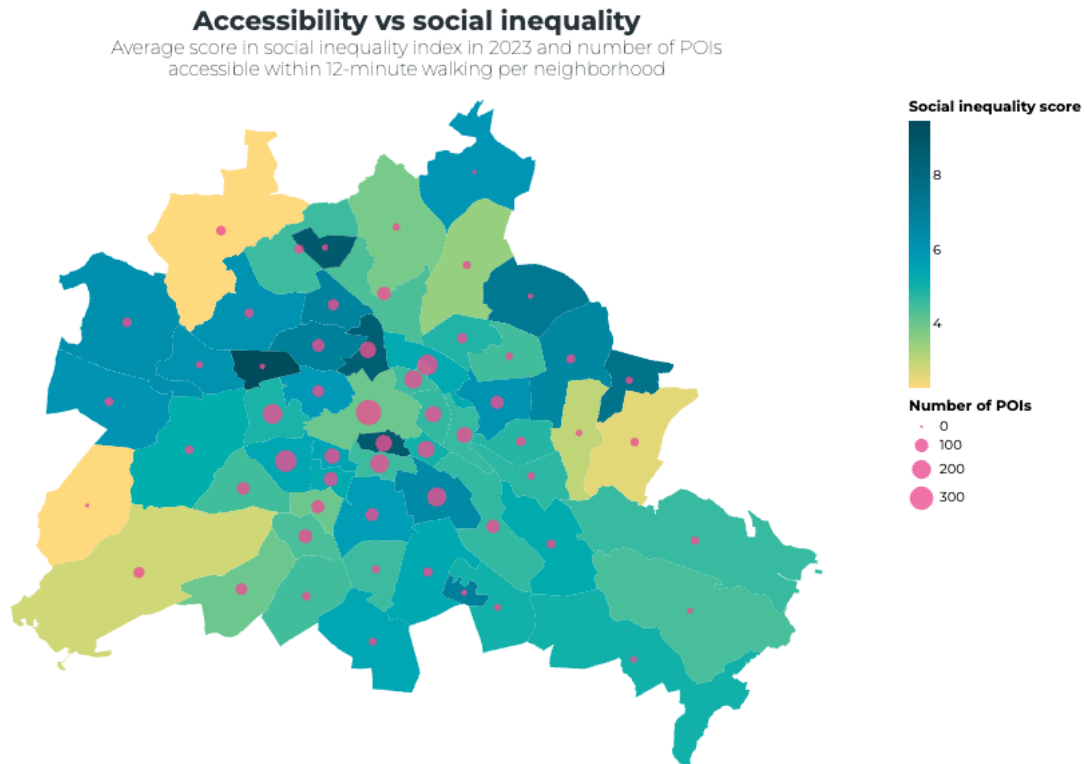 Accessibility vs social inequality
Average score in social inequality index in 2023 and number of POIs
accessible within 12-minute walking per neighborhood
Social inequality score
8
6
4
Number of POIs
0
100
200
300